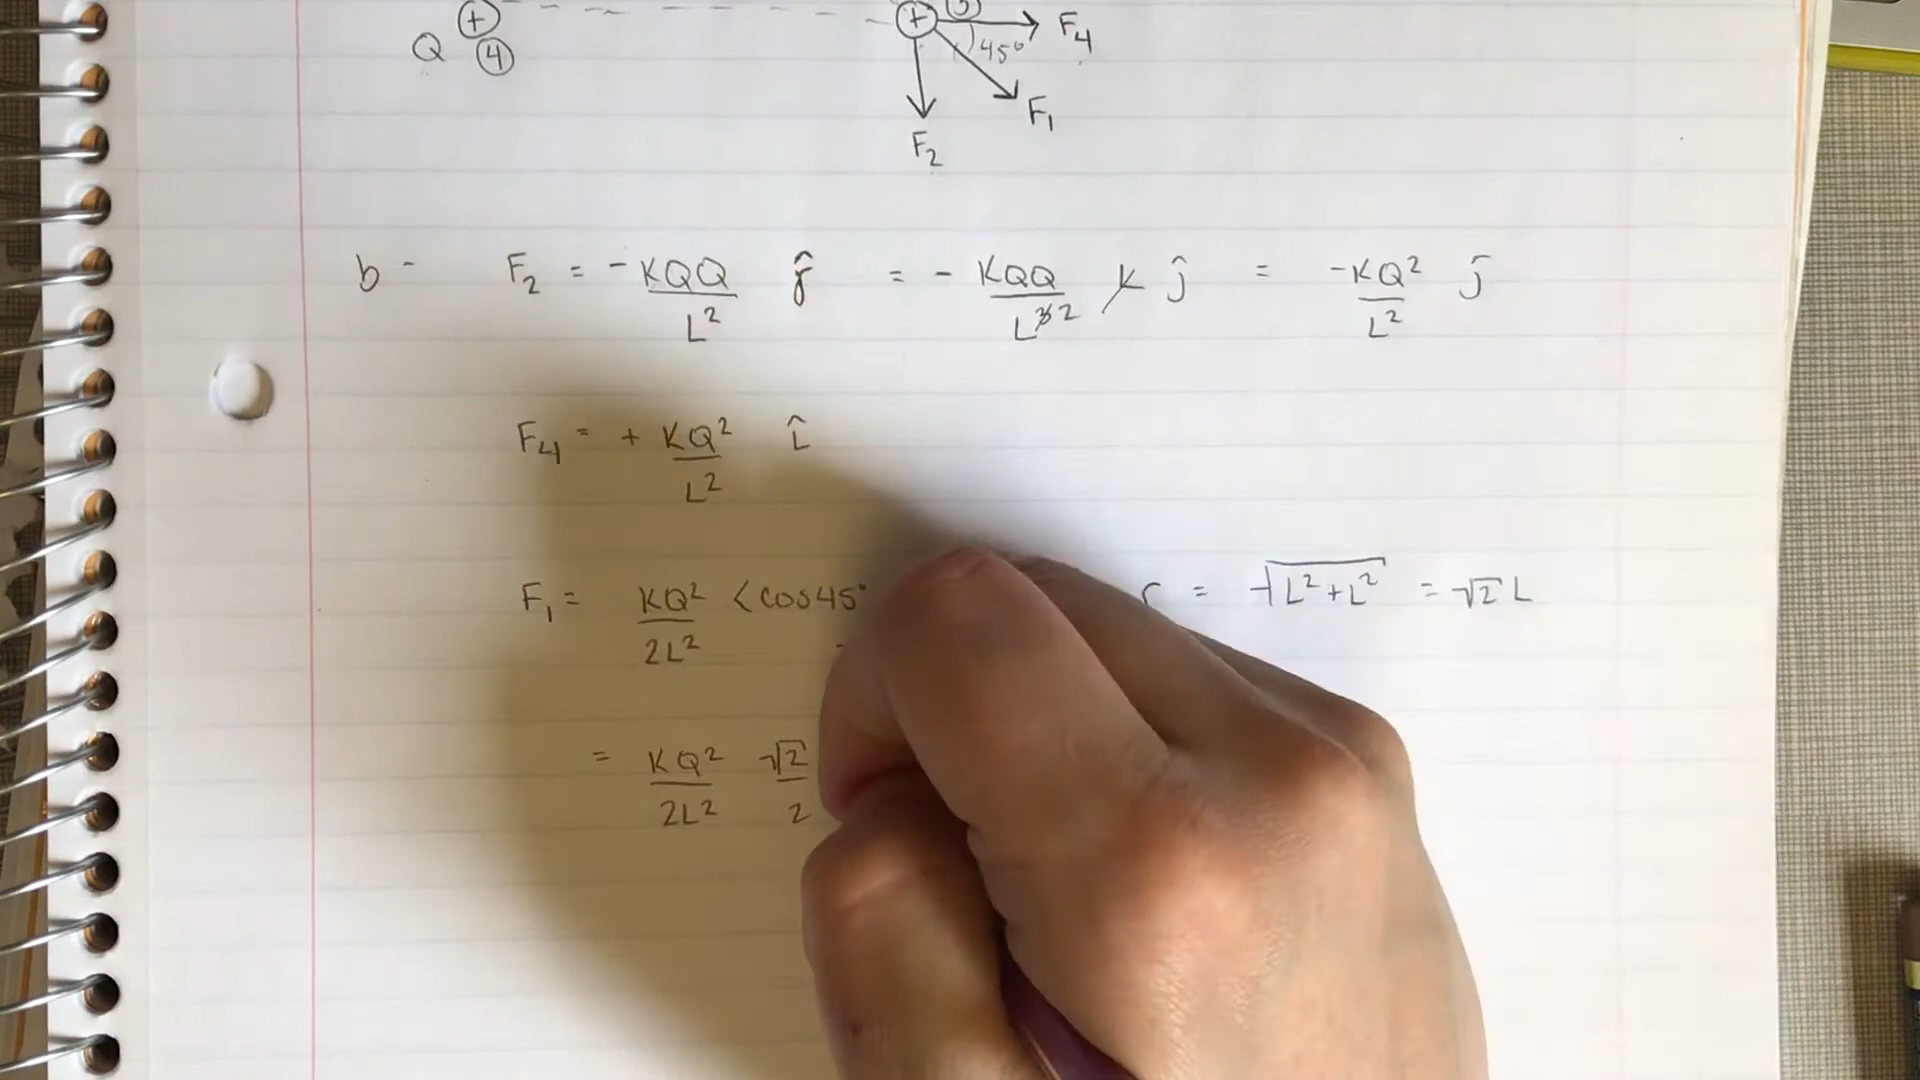 Q + 4 + 3 F₄
45°
F₁
F₂
b - F₂ = -KQQ/L² ĵ = - KQQ/L³² L ĵ = -KQ²/L² ĵ
F₄ = + KQ²/L² î
F₁ = KQ²/2L² <cos45° r = √L²+L² = √2 L
= KQ²/2L² √2/2